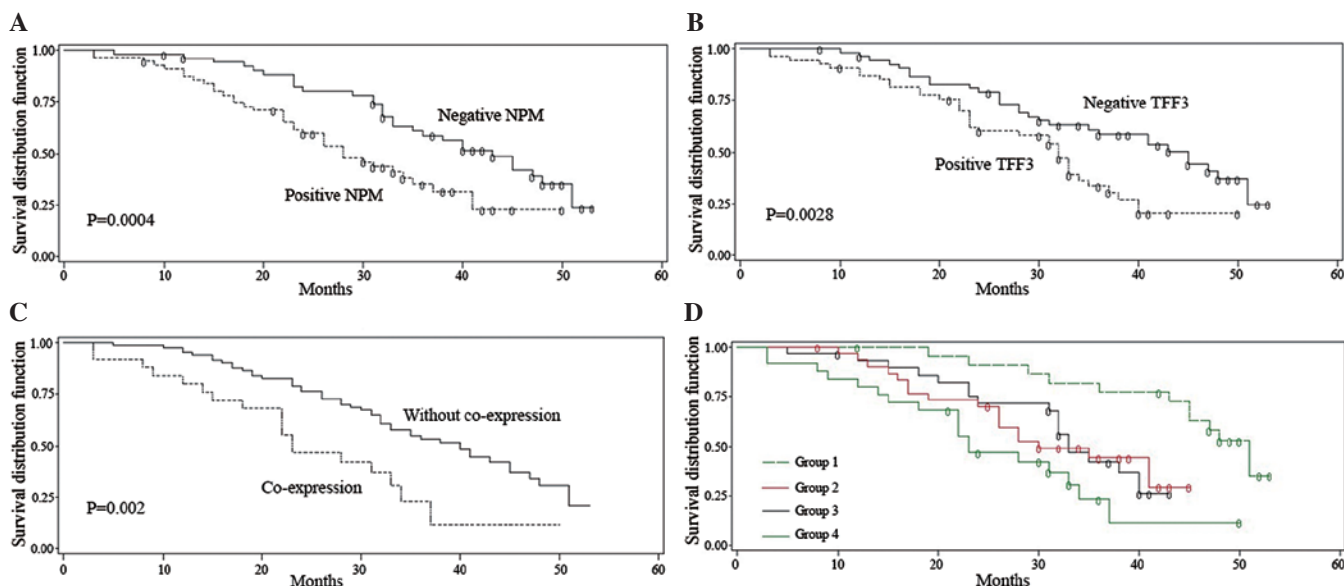 A
Survival distribution function
1.00
0.75
0.50
0.25
0.00
Negative NPM
Positive NPM
P=0.0004
0 10 20 30 40 50 60
Months
B
Survival distribution function
1.00
0.75
0.50
0.25
0.00
Negative TFF3
Positive TFF3
P=0.0028
0 10 20 30 40 50 60
Months
C
Survival distribution function
1.00
0.75
0.50
0.25
0.00
Without co-expression
Co-expression
P=0.002
0 10 20 30 40 50 60
Months
D
Survival distribution function
1.00
0.75
0.50
0.25
0.00
Group 1
Group 2
Group 3
Group 4
0 10 20 30 40 50 60
Months